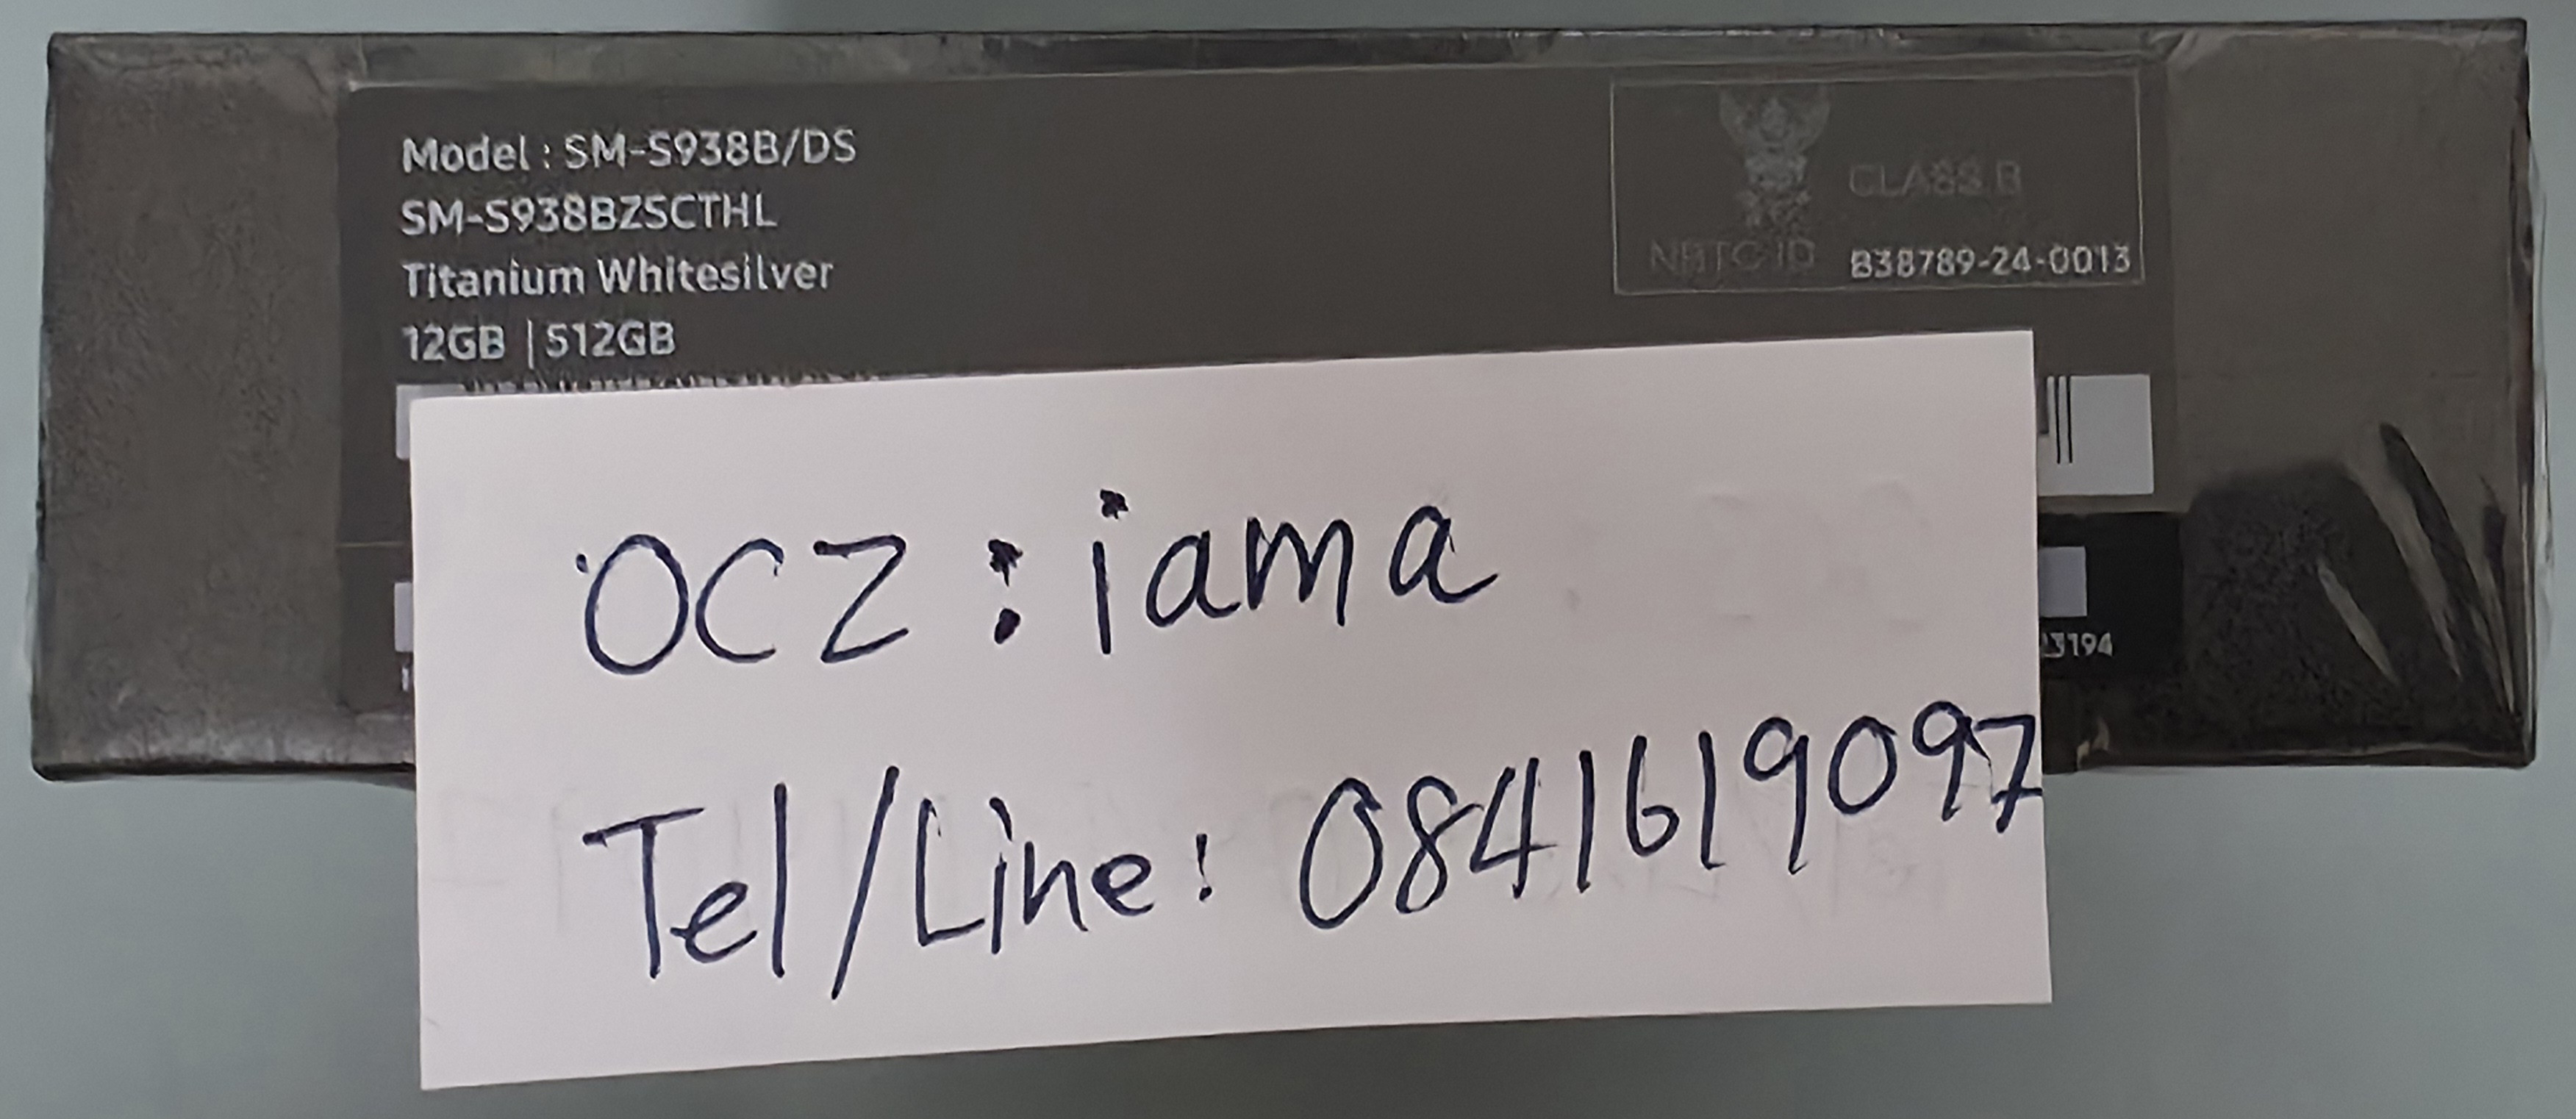 Model : SM-S938B/DS
SM-S938BZSCTHL
Titanium Whitesilver
12GB | 512GB
CLASS B
NBTC ID B38789-24-0013
3194
OCZ : iama
Tel/Line: 0841619097